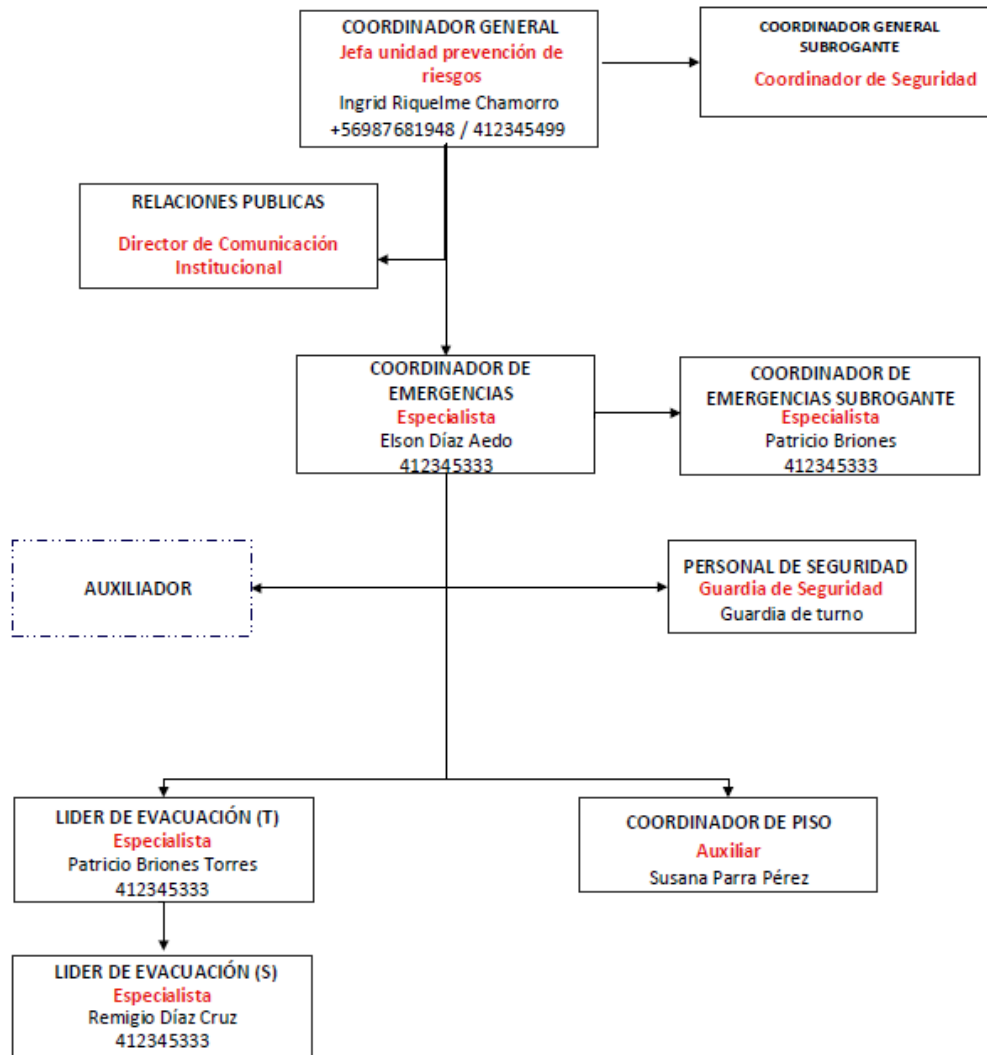 COORDINADOR GENERAL
Jefa unidad prevención de
riesgos
Ingrid Riquelme Chamorro
+56987681948 / 412345499
COORDINADOR GENERAL
SUBROGANTE
Coordinador de Seguridad
RELACIONES PUBLICAS
Director de Comunicación
Institucional
COORDINADOR DE
EMERGENCIAS
Especialista
Elson Díaz Aedo
412345333
COORDINADOR DE
EMERGENCIAS SUBROGANTE
Especialista
Patricio Briones
412345333
AUXILIADOR
PERSONAL DE SEGURIDAD
Guardia de Seguridad
Guardia de turno
LIDER DE EVACUACIÓN (T)
Especialista
Patricio Briones Torres
412345333
COORDINADOR DE PISO
Auxiliar
Susana Parra Pérez
LIDER DE EVACUACIÓN (S)
Especialista
Remigio Díaz Cruz
412345333